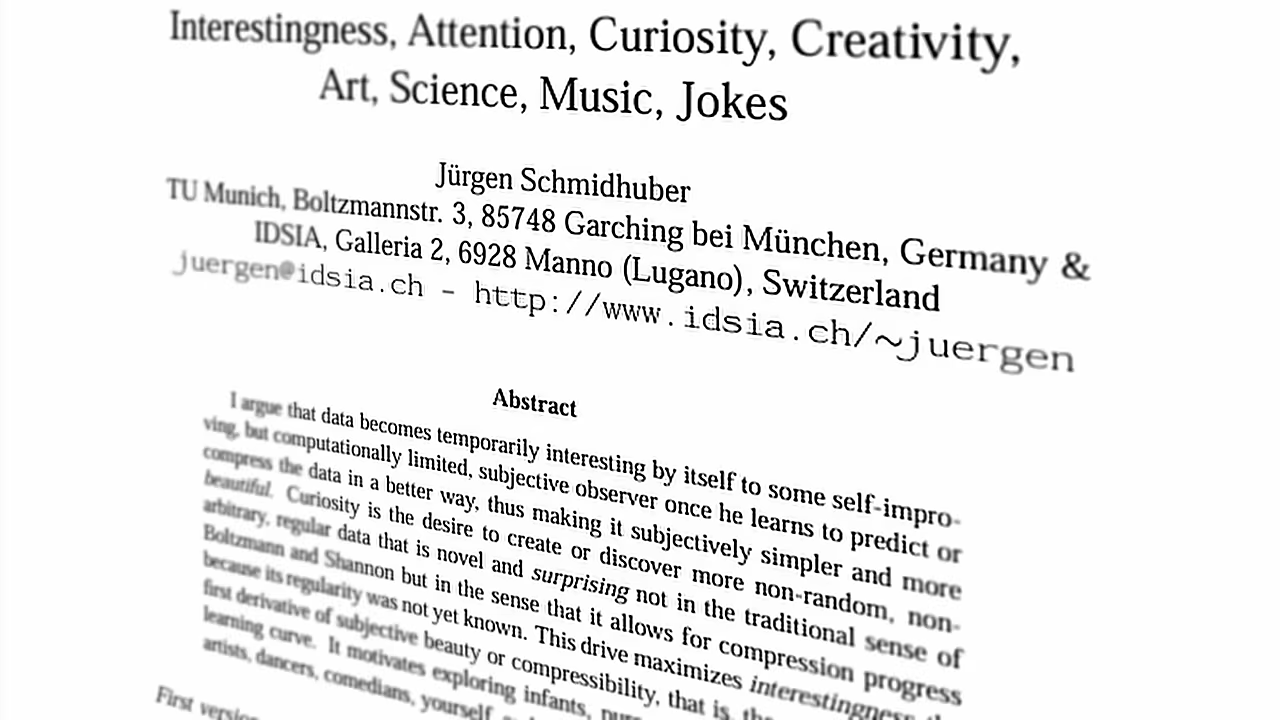 Interestingness, Attention, Curiosity, Creativity,
Art, Science, Music, Jokes
Jürgen Schmidhuber
TU Munich, Boltzmannstr. 3, 85748 Garching bei München, Germany &
IDSIA, Galleria 2, 6928 Manno (Lugano), Switzerland
juergen@idsia.ch - http://www.idsia.ch/~juergen
Abstract
I argue that data becomes temporarily interesting by itself to some self-impro-
ving, but computationally limited, subjective observer once he learns to predict or
compress the data in a better way, thus making it subjectively simpler and more
beautiful. Curiosity is the desire to create or discover more non-random, non-
arbitrary, regular data that is novel and surprising not in the traditional sense of
Boltzmann and Shannon but in the sense that it allows for compression progress
because its regularity was not yet known. This drive maximizes interestingness,
first derivative of subjective beauty or compressibility, that is,
learning curve. It motivates exploring infants,
artists, dancers, comedians, yourself
First version